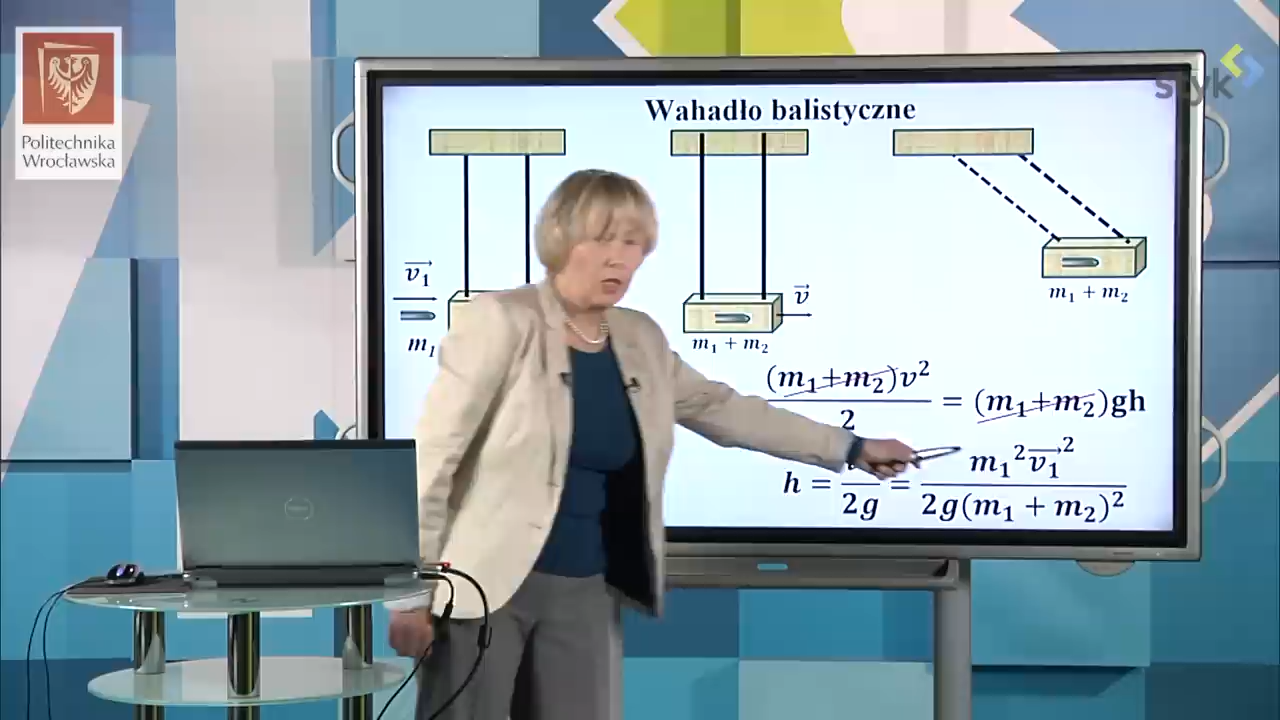 Politechnika
Wrocławska
styk
Wahadło balistyczne
v₁
m₁
v
m₁ + m₂
m₁ + m₂
(m₁+m₂)v²
2
= (m₁+m₂)gh
h =
2g
=
m₁²v₁²
2g(m₁ + m₂)²
DELL